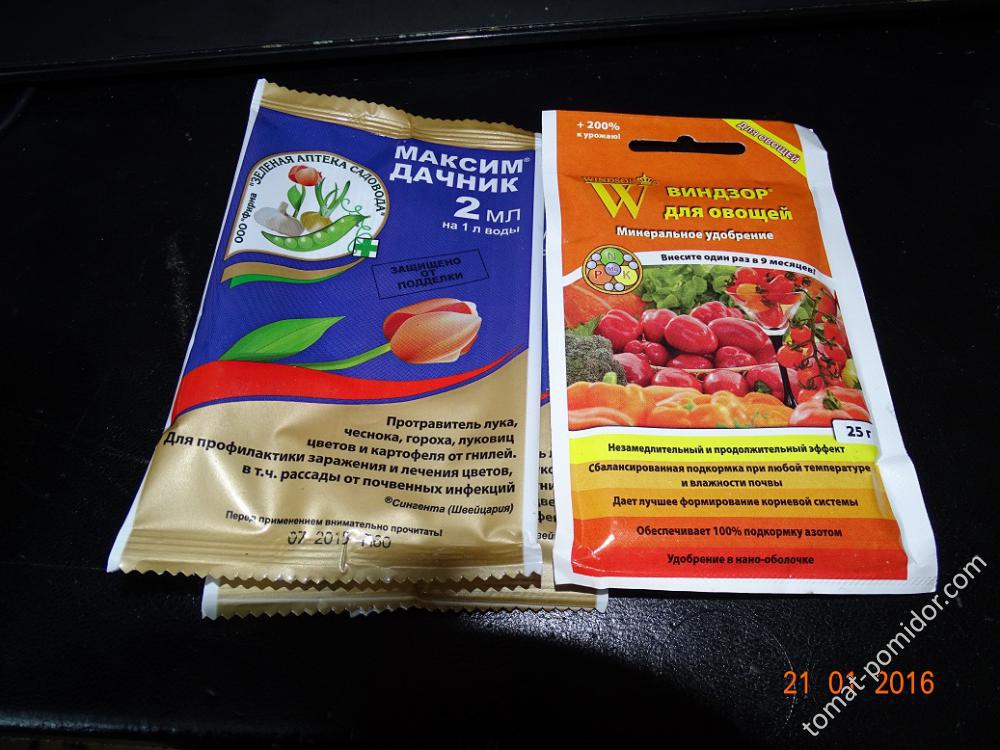 ООО "Фирма "ЗЕЛЕНАЯ АПТЕКА САДОВОДА"
МАКСИМ®
ДАЧНИК
2 МЛ
на 1 л воды
ЗАЩИЩЕНО
ОТ
ПОДДЕЛКИ
Протравитель лука,
чеснока, гороха, луковиц
цветов и картофеля от гнилей.
Для профилактики заражения и лечения цветов,
в т.ч. рассады от почвенных инфекций
®Сингента (Швейцария)
Перед применением внимательно прочитать!
07 2015
+ 200%
к урожаю!
ДЛЯ ОВОЩЕЙ
WINDSOR
W
ВИНДЗОР®
ДЛЯ ОВОЩЕЙ
Минеральное удобрение
Внесите один раз в 9 месяцев!
N
P
Mg
K
25 г
Незамедлительный и продолжительный эффект
Сбалансированная подкормка при любой температуре
и влажности почвы
Дает лучшее формирование корневой системы
Обеспечивает 100% подкормку азотом
Удобрение в нано-оболочке
21 01 2016
tomat-pomidor.com